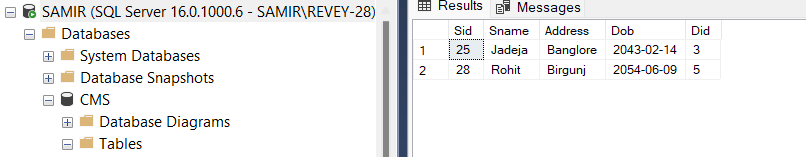 SAMIR (SQL Server 16.0.1000.6 - SAMIR\REVEY-28)
Databases
System Databases
Database Snapshots
CMS
Database Diagrams
Tables
Results Messages
Sid Sname Address Dob Did
1 25 Jadeja Banglore 2043-02-14 3
2 28 Rohit Birgunj 2054-06-09 5